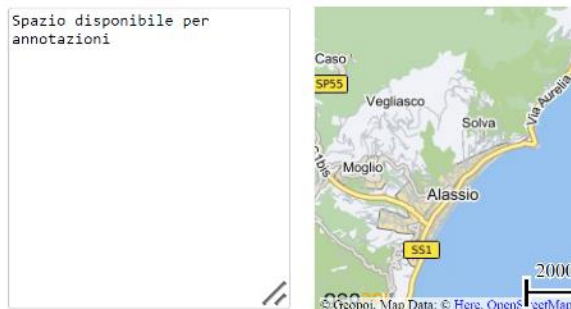 Spazio disponibile per
annotazioni
Caso
SP55
Vegliasco
Solva
Via Aurelia
Moglio
Alassio
SS1
2000
© Geopoi, Map Data: © Here, OpenStreetMap